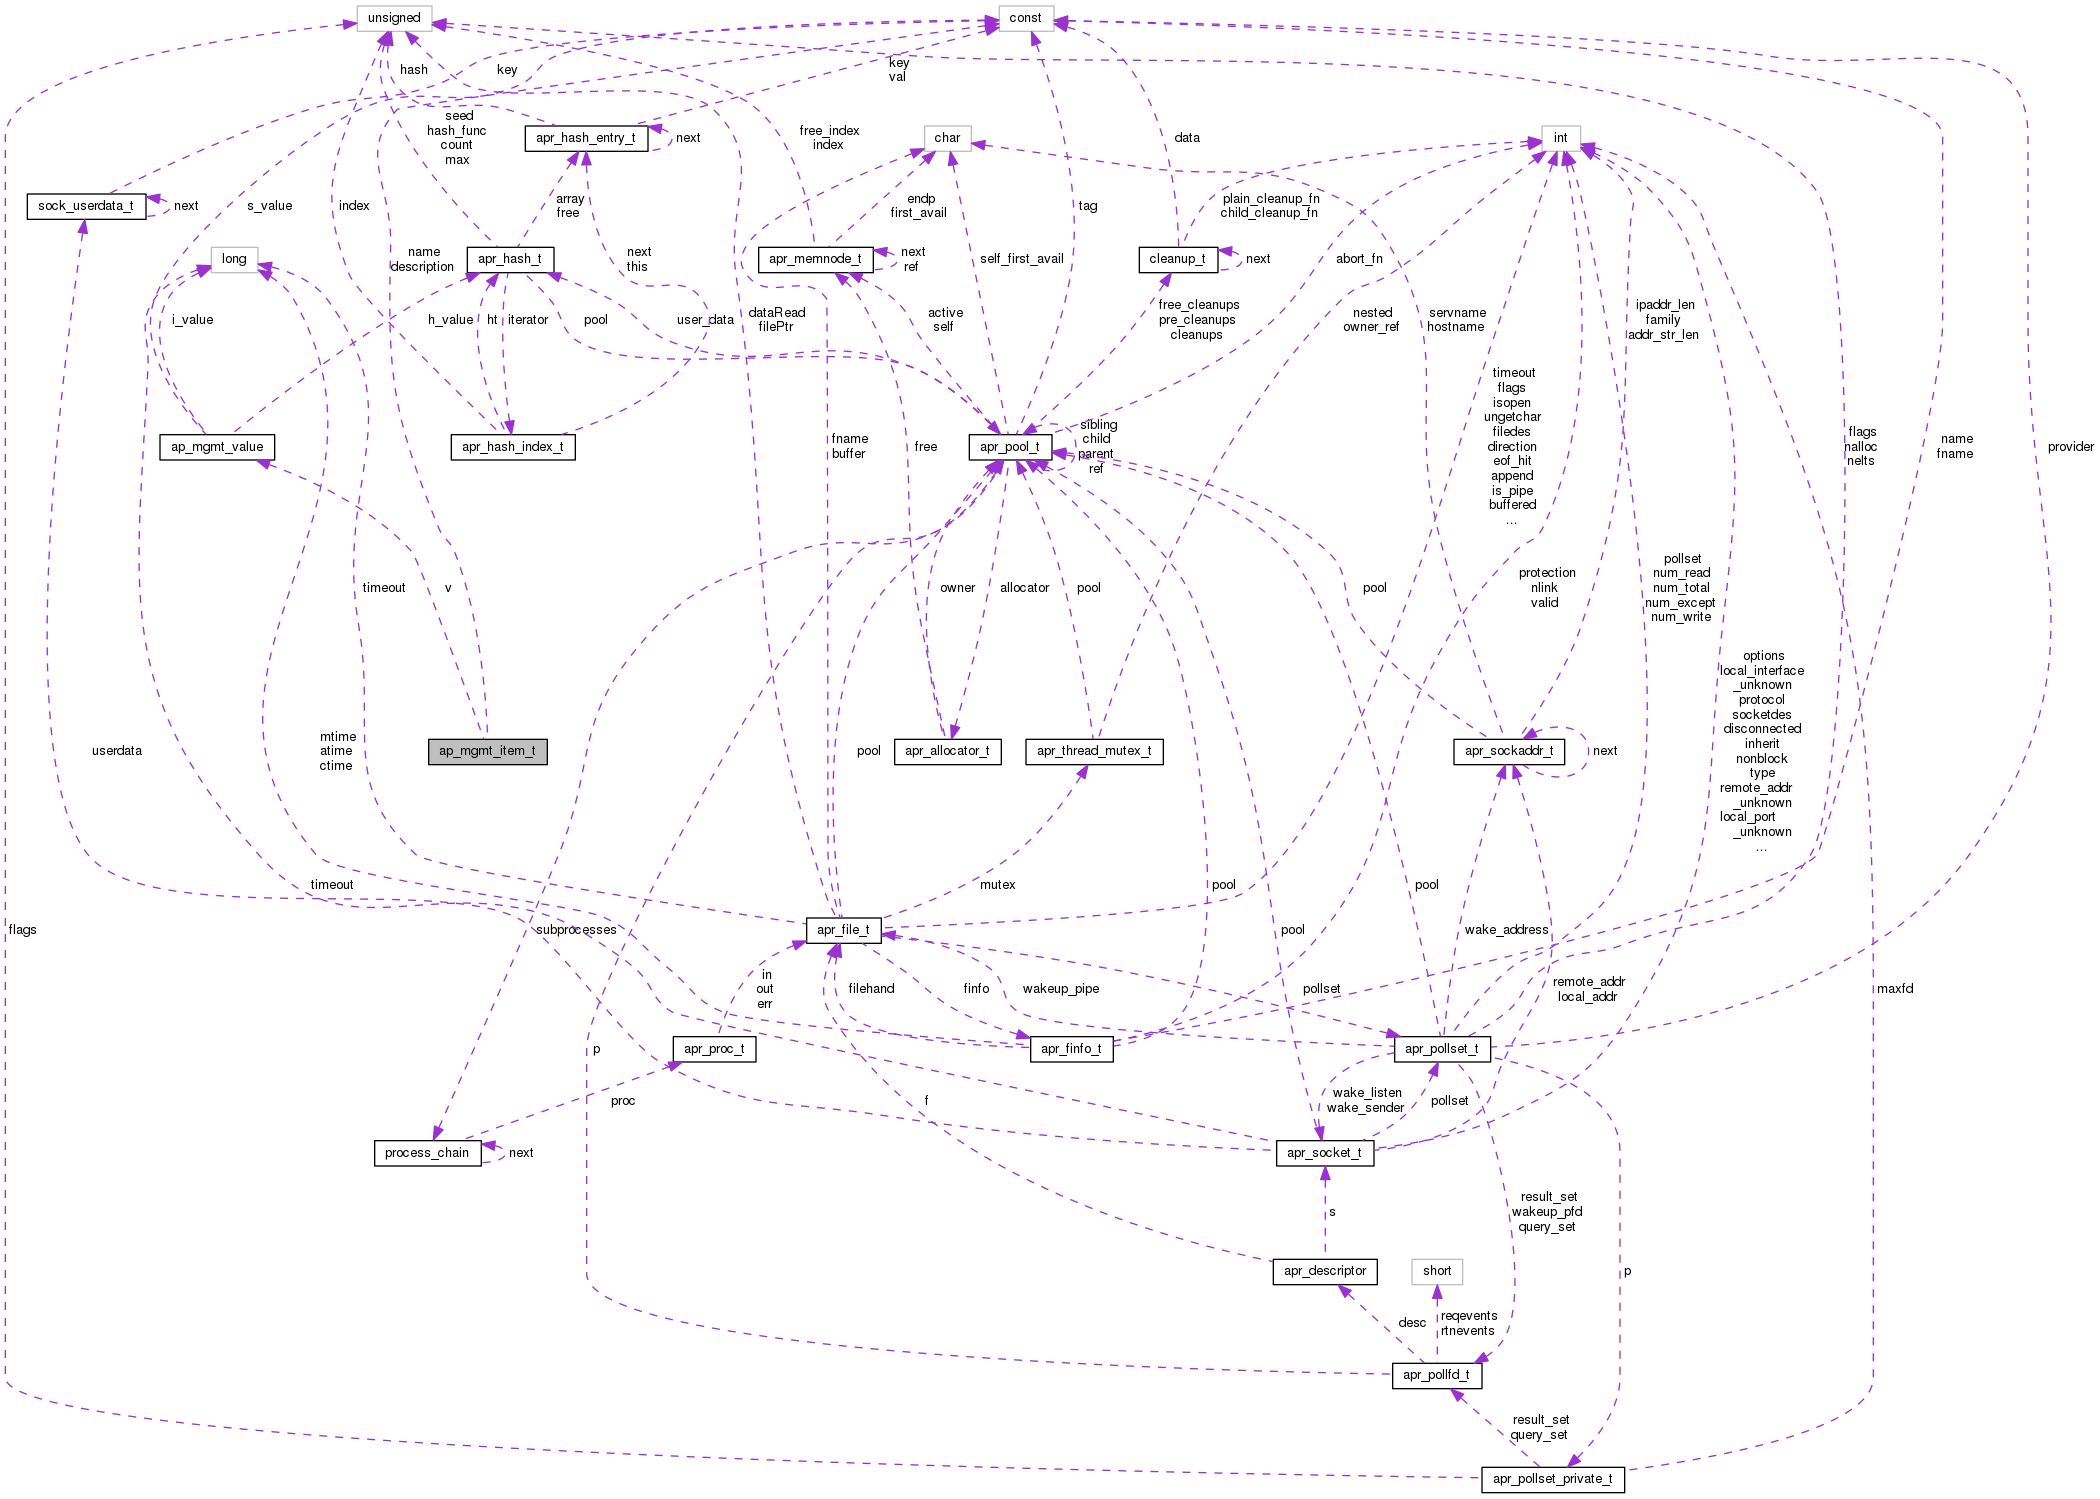 unsigned
const
hash
key
key
val
seed
hash_func
count
max
apr_hash_entry_t
next
free_index
index
char
data
int
sock_userdata_t
next
s_value
index
array
free
endp
first_avail
tag
plain_cleanup_fn
child_cleanup_fn
long
name
description
apr_hash_t
next
this
apr_memnode_t
next
ref
self_first_avail
cleanup_t
next
abort_fn
i_value
h_value
ht
iterator
pool
user_data
dataRead
filePtr
active
self
free_cleanups
pre_cleanups
cleanups
nested
owner_ref
servname
hostname
ipaddr_len
family
addr_str_len
ap_mgmt_value
apr_hash_index_t
fname
buffer
free
apr_pool_t
sibling
child
parent
ref
timeout
flags
isopen
ungetchar
filedes
direction
eof_hit
append
is_pipe
buffered
...
flags
nalloc
nelts
name
fname
provider
timeout
v
owner
allocator
pool
pool
protection
nlink
valid
pollset
num_read
num_total
num_except
num_write
userdata
mtime
atime
ctime
ap_mgmt_item_t
pool
apr_allocator_t
apr_thread_mutex_t
apr_sockaddr_t
next
options
local_interface
_unknown
protocol
socketdes
disconnected
inherit
nonblock
type
remote_addr
_unknown
local_port
_unknown
...
timeout
mutex
pool
pool
flags
subprocesses
apr_file_t
pool
wake_address
in
out
err
filehand
finfo
wakeup_pipe
pollset
remote_addr
local_addr
maxfd
p
apr_proc_t
apr_finfo_t
apr_pollset_t
proc
f
wake_listen
wake_sender
pollset
process_chain
next
apr_socket_t
s
result_set
wakeup_pfd
query_set
apr_descriptor
short
p
desc
reqevents
rtnevents
apr_pollfd_t
result_set
query_set
apr_pollset_private_t